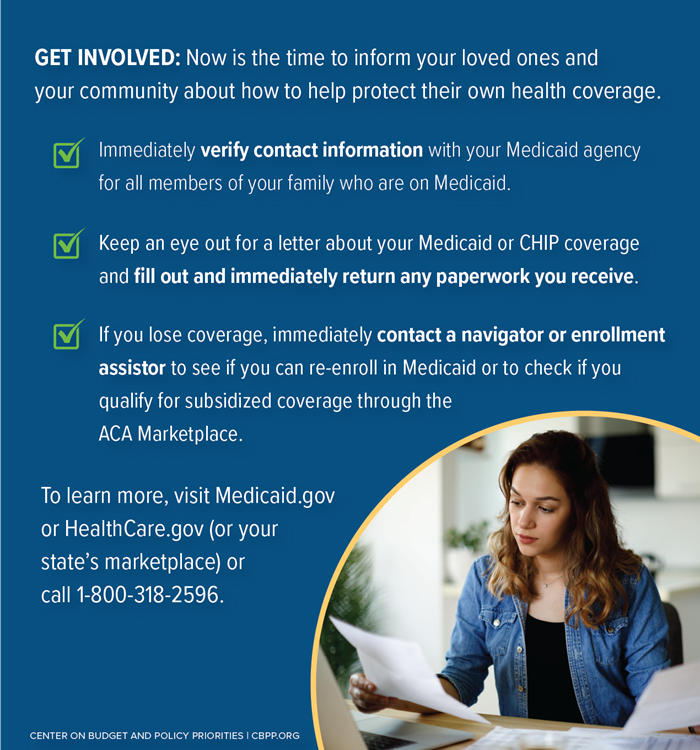 GET INVOLVED: Now is the time to inform your loved ones and
your community about how to help protect their own health coverage.
Immediately verify contact information with your Medicaid agency
for all members of your family who are on Medicaid.
Keep an eye out for a letter about your Medicaid or CHIP coverage
and fill out and immediately return any paperwork you receive.
If you lose coverage, immediately contact a navigator or enrollment
assistor to see if you can re-enroll in Medicaid or to check if you
qualify for subsidized coverage through the
ACA Marketplace.
To learn more, visit Medicaid.gov
or HealthCare.gov (or your
state's marketplace) or
call 1-800-318-2596.
CENTER ON BUDGET AND POLICY PRIORITIES | CBPP.ORG